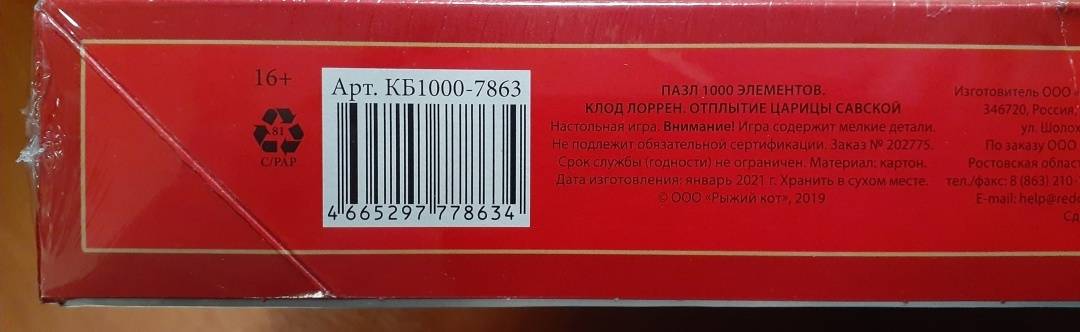 16+
81
C/PAP
Арт. КБ1000-7863
4 665297 778634
ПАЗЛ 1000 ЭЛЕМЕНТОВ.
КЛОД ЛОРРЕН. ОТПЛЫТИЕ ЦАРИЦЫ САВСКОЙ
Настольная игра. Внимание! Игра содержит мелкие детали.
Не подлежит обязательной сертификации. Заказ № 202775.
Срок службы (годности) не ограничен. Материал: картон.
Дата изготовления: январь 2021 г. Хранить в сухом месте.
© ООО «Рыжий кот», 2019
Изготовитель ООО
346720, Россия,
ул. Шолох
По заказу ООО
Ростовская област
тел./факс: 8 (863) 210-
E-mail: help@redc
Сд